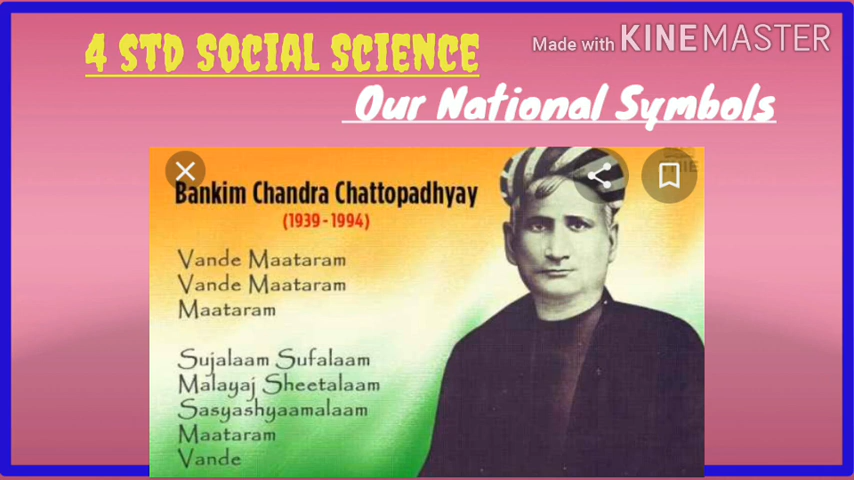 4 STD SOCIAL SCIENCE
Made with KINEMASTER
Our National Symbols
Bankim Chandra Chattopadhyay
(1939 - 1994)
Vande Maataram
Vande Maataram
Maataram
Sujalaam Sufalaam
Malayaj Sheetalaam
Sasyashyaamalaam
Maataram
Vande